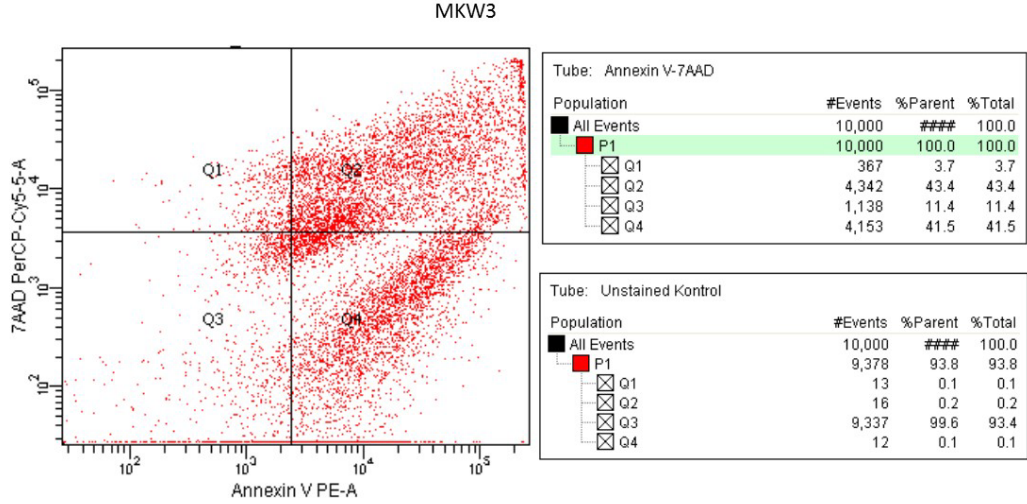 MKW3
7AAD PerCP-Cy5-5-A
10^5
10^4
10^3
10^2
Q1
Q2
Q3
Q4
10^2 10^3 10^4 10^5
Annexin V PE-A
Tube: Annexin V-7AAD
Population #Events %Parent %Total
All Events 10,000 #### 100.0
P1 10,000 100.0 100.0
Q1 367 3.7 3.7
Q2 4,342 43.4 43.4
Q3 1,138 11.4 11.4
Q4 4,153 41.5 41.5
Tube: Unstained Kontrol
Population #Events %Parent %Total
All Events 10,000 #### 100.0
P1 9,378 93.8 93.8
Q1 13 0.1 0.1
Q2 16 0.2 0.2
Q3 9,337 99.6 93.4
Q4 12 0.1 0.1